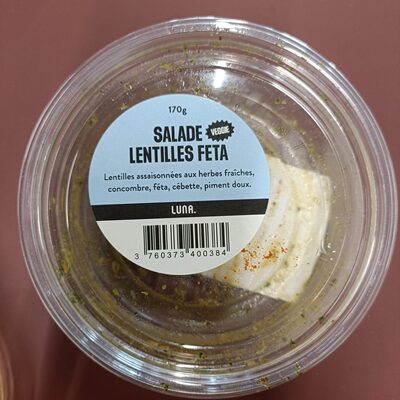 170g
SALADE
VEGGIE
LENTILLES FETA
Lentilles assaisonnées aux herbes fraîches,
concombre, féta, cébette, piment doux.
LUNA.
3 760373 400384